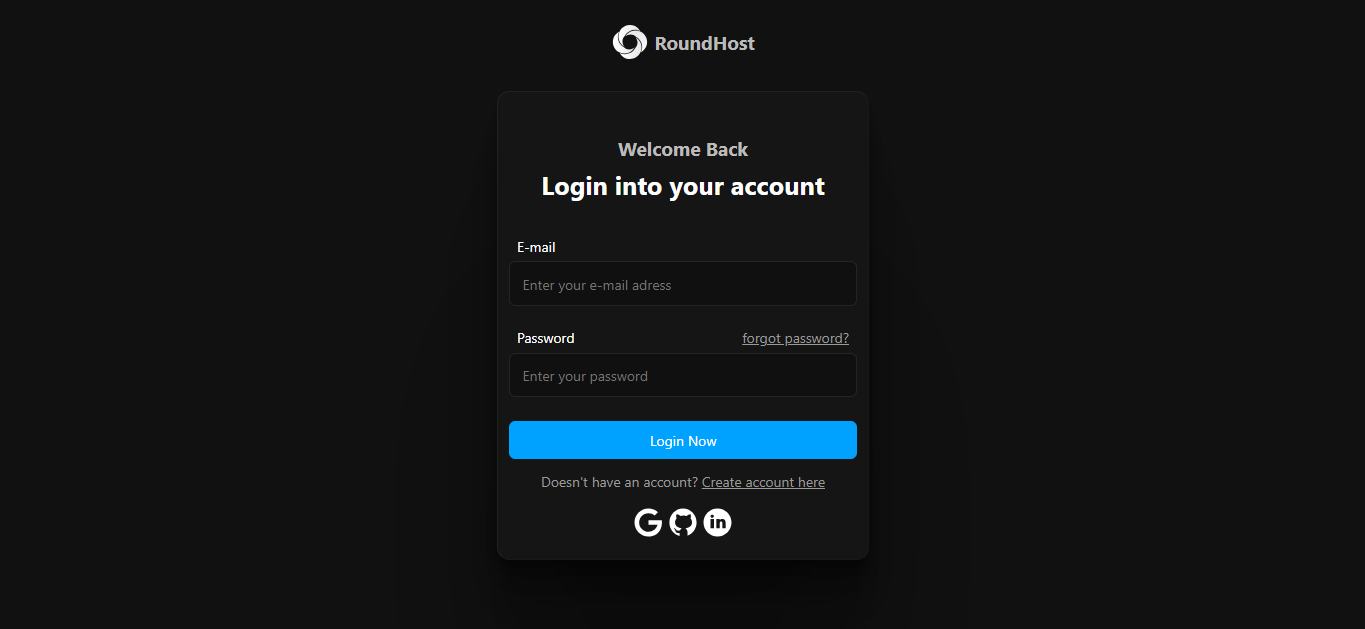 RoundHost
Welcome Back
Login into your account
E-mail
Enter your e-mail adress
Password forgot password?
Enter your password
Login Now
Doesn't have an account? Create account here